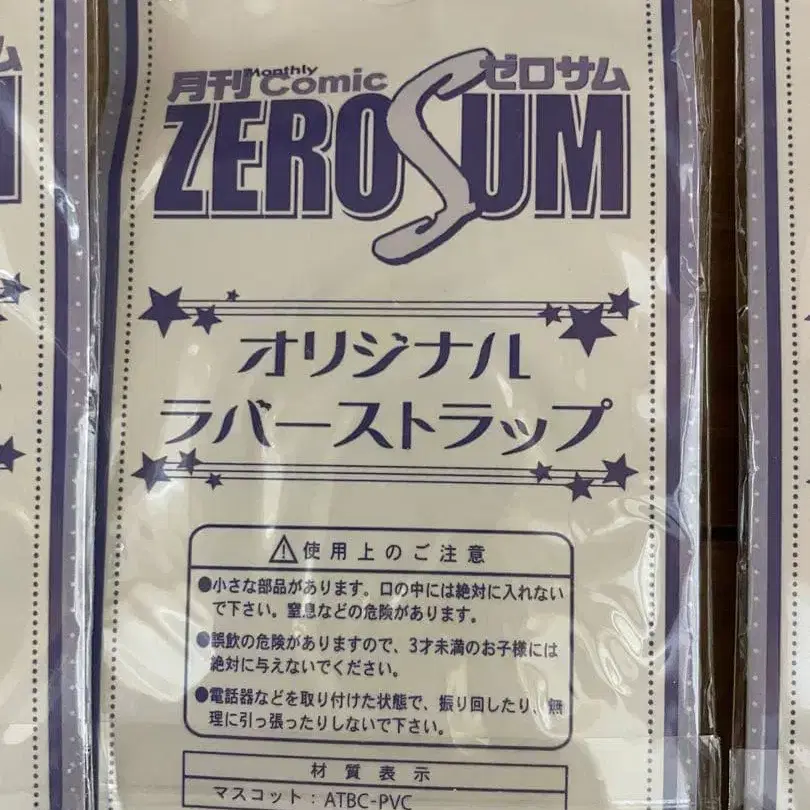 月刊 Monthly Comic ゼロサム
ZEROSUM
オリジナル
ラバーストラップ
⚠使用上のご注意
●小さな部品があります。口の中には絶対に入れない
で下さい。窒息などの危険があります。
●誤飲の危険がありますので、3才未満のお子様には
絶対に与えないでください。
●電話器などを取り付けた状態で、振り回したり、無
理に引っ張ったりしないで下さい。
材質表示
マスコット:ATBC-PVC